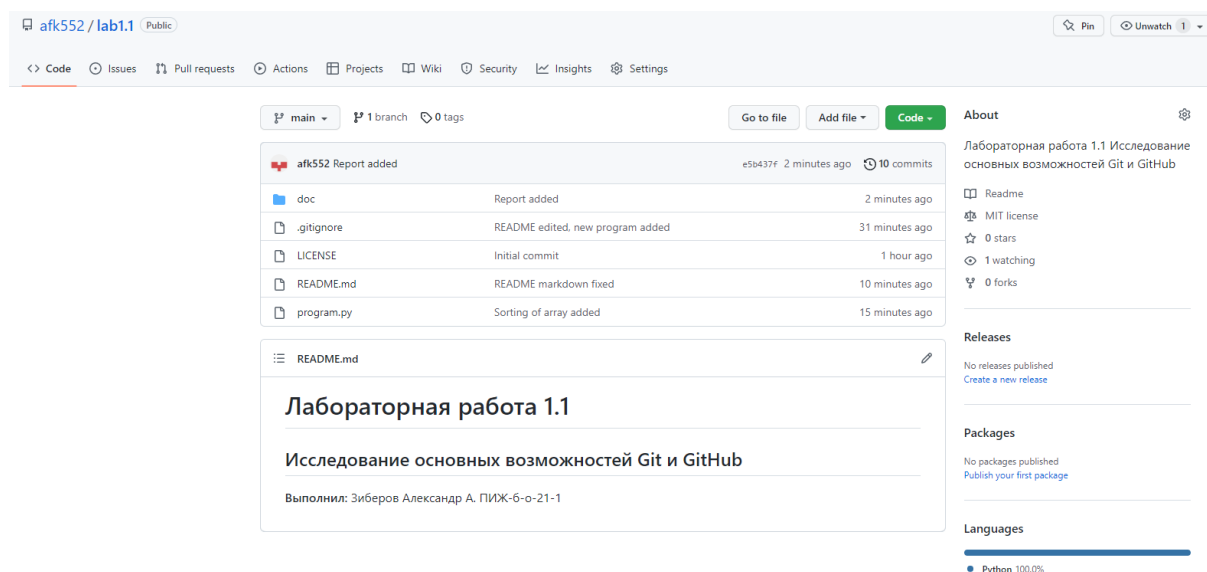 afk552 / lab1.1 Public
Pin
Unwatch 1
Code Issues Pull requests Actions Projects Wiki Security Insights Settings
main 1 branch 0 tags
Go to file Add file Code
afk552 Report added e5b437f 2 minutes ago 10 commits
doc Report added 2 minutes ago
.gitignore README edited, new program added 31 minutes ago
LICENSE Initial commit 1 hour ago
README.md README markdown fixed 10 minutes ago
program.py Sorting of array added 15 minutes ago
README.md
Лабораторная работа 1.1
Исследование основных возможностей Git и GitHub
Выполнил: Зиберов Александр А. ПИЖ-б-о-21-1
About
Лабораторная работа 1.1 Исследование
основных возможностей Git и GitHub
Readme
MIT license
0 stars
1 watching
0 forks
Releases
No releases published
Create a new release
Packages
No packages published
Publish your first package
Languages
Python 100.0%